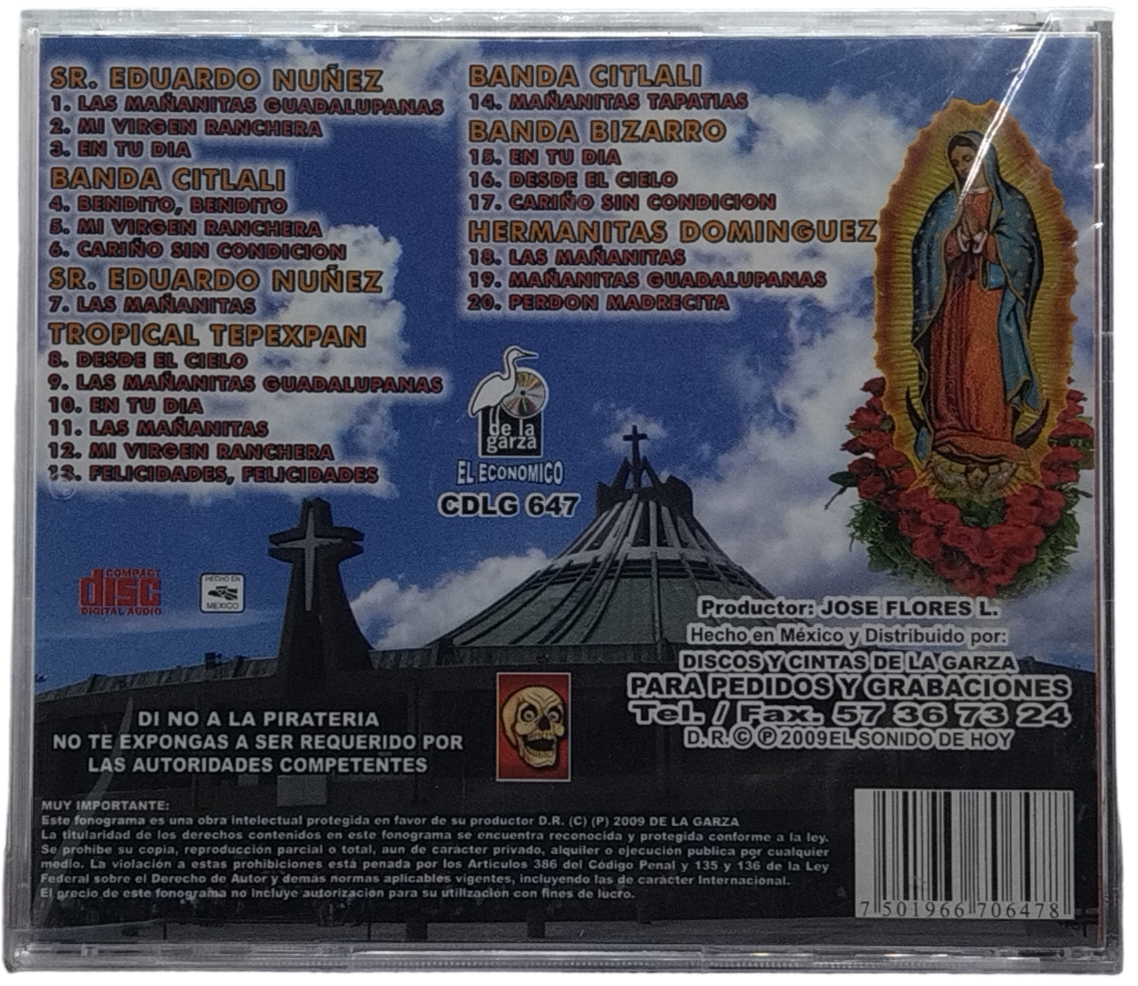 SR. EDUARDO NUÑEZ
1. LAS MAÑANITAS GUADALUPANAS
2. MI VIRGEN RANCHERA
3. EN TU DIA
BANDA CITLALI
4. BENDITO, BENDITO
5. MI VIRGEN RANCHERA
6. CARIÑO SIN CONDICION
SR. EDUARDO NUÑEZ
7. LAS MAÑANITAS
TROPICAL TEPEXPAN
8. DESDE EL CIELO
9. LAS MAÑANITAS GUADALUPANAS
10. EN TU DIA
11. LAS MAÑANITAS
12. MI VIRGEN RANCHERA
13. FELICIDADES, FELICIDADES
BANDA CITLALI
14. MAÑANITAS TAPATIAS
BANDA BIZARRO
15. EN TU DIA
16. DESDE EL CIELO
17. CARIÑO SIN CONDICION
HERMANITAS DOMINGUEZ
18. LAS MAÑANITAS
19. MAÑANITAS GUADALUPANAS
20. PERDON MADRECITA
de la
garza
EL ECONOMICO
CDLG 647
COMPACT
disc
DIGITAL AUDIO
HECHO EN
MEXICO
Productor: JOSE FLORES L.
Hecho en México y Distribuido por:
DISCOS Y CINTAS DE LA GARZA
PARA PEDIDOS Y GRABACIONES
Tel. / Fax. 57 36 73 24
D.R.© ℗ 2009 EL SONIDO DE HOY
DI NO A LA PIRATERIA
NO TE EXPONGAS A SER REQUERIDO POR
LAS AUTORIDADES COMPETENTES
MUY IMPORTANTE:
Este fonograma es una obra intelectual protegida en favor de su productor D.R. (C) (P) 2009 DE LA GARZA
La titularidad de los derechos contenidos en este fonograma se encuentra reconocida y protegida conforme a la ley.
Se prohibe su copia, reproducción parcial o total, aun de carácter privado, alquiler o ejecución publica por cualquier
medio. La violación a estas prohibiciones está penada por los Articulos 386 del Código Penal y 135 y 136 de la Ley
Federal sobre el Derecho de Autor y demás normas aplicables vigentes, incluyendo las de carácter Internacional.
El precio de este fonograma no incluye autorización para su utilización con fines de lucro.
7 501966 706478